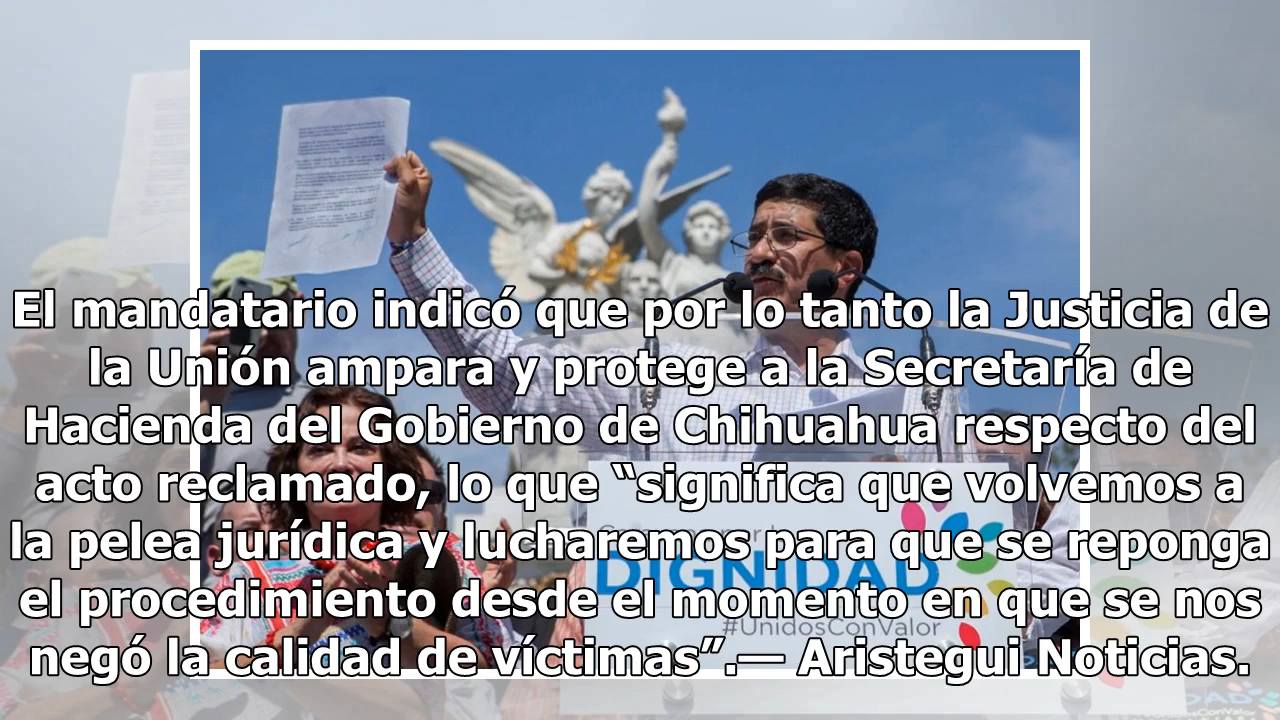 El mandatario indicó que por lo tanto la Justicia de
la Unión ampara y protege a la Secretaría de
Hacienda del Gobierno de Chihuahua respecto del
acto reclamado, lo que “significa que volvemos a
la pelea jurídica y lucharemos para que se reponga
el procedimiento desde el momento en que se nos
negó la calidad de víctimas”.— Aristegui Noticias.
DIGNIDAD
#UnidosConValor